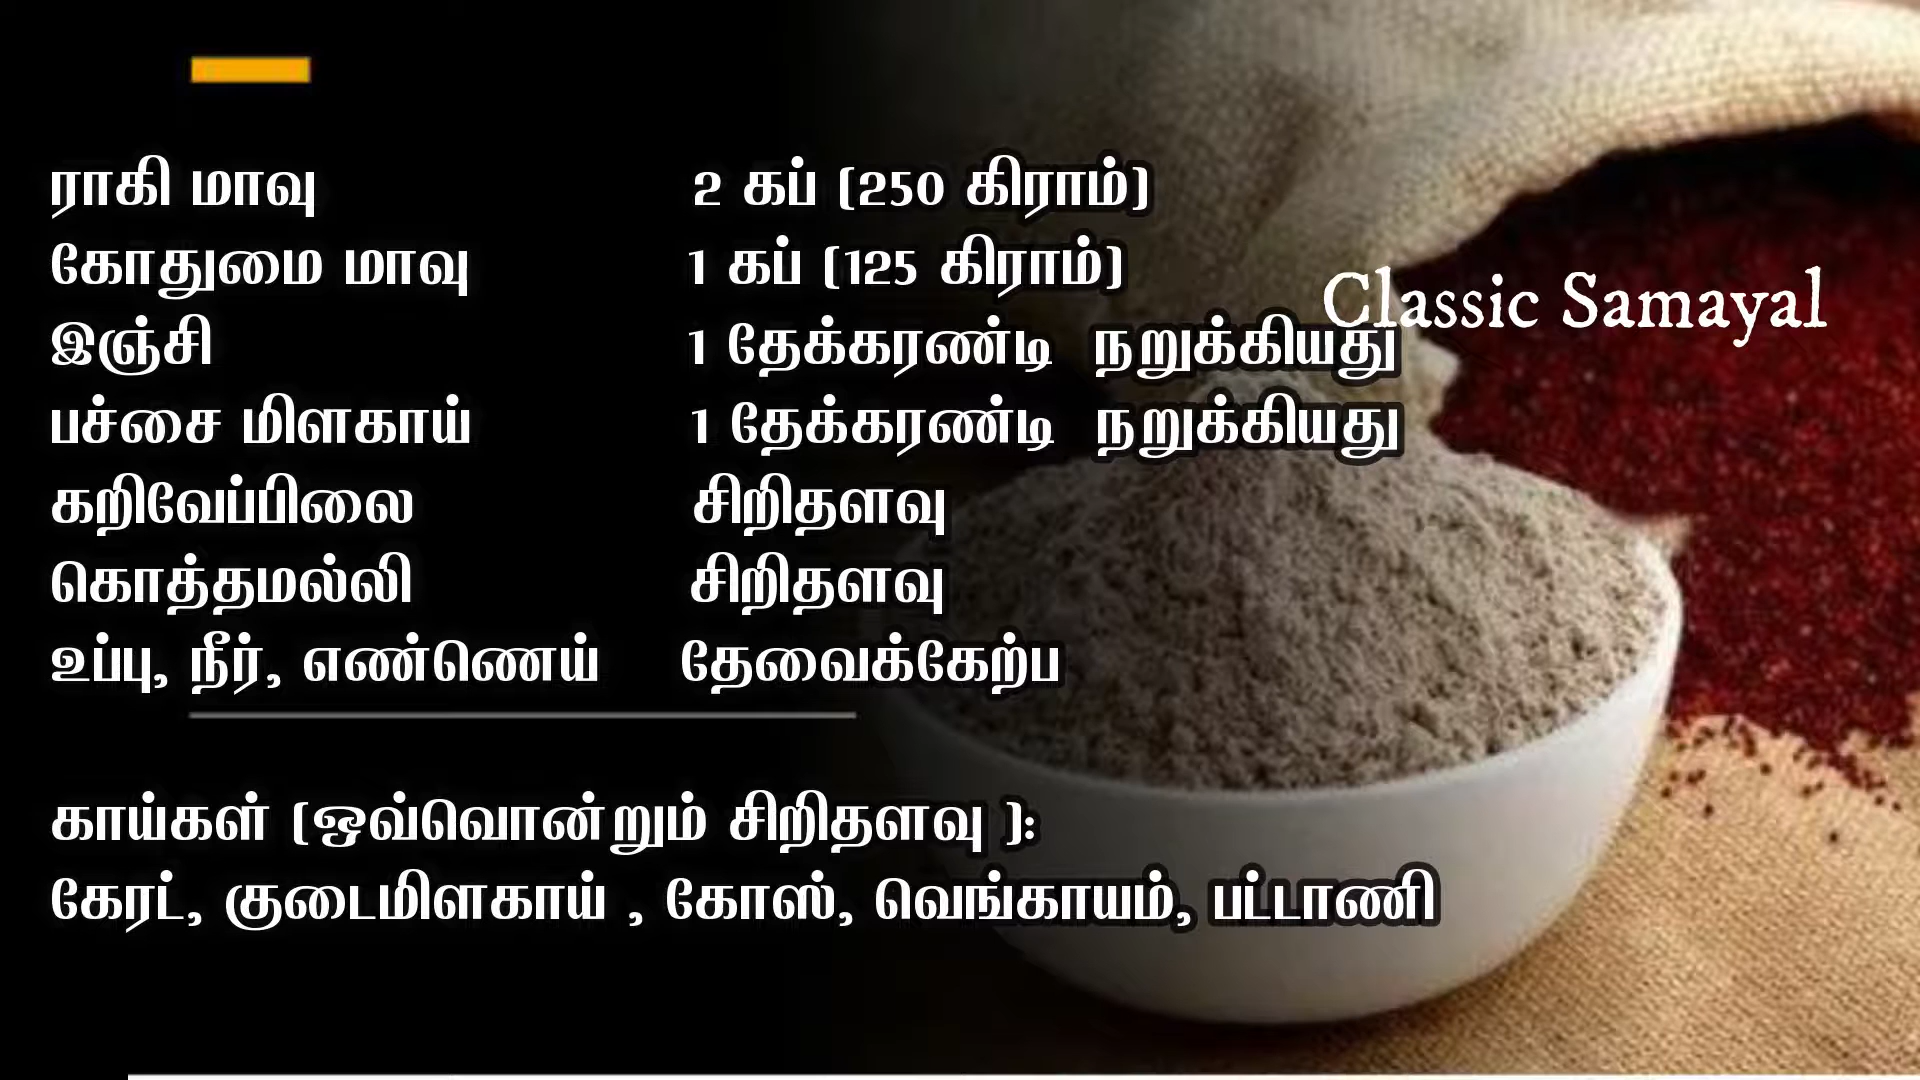 ராகி மாவு 2 கப் (250 கிராம்)
கோதுமை மாவு 1 கப் (125 கிராம்)
Classic Samayal
இஞ்சி 1 தேக்கரண்டி நறுக்கியது
பச்சை மிளகாய் 1 தேக்கரண்டி நறுக்கியது
கறிவேப்பிலை சிறிதளவு
கொத்தமல்லி சிறிதளவு
உப்பு, நீர், எண்ணெய் தேவைக்கேற்ப
காய்கள் (ஒவ்வொன்றும் சிறிதளவு ):
கேரட், குடைமிளகாய் , கோஸ், வெங்காயம், பட்டாணி